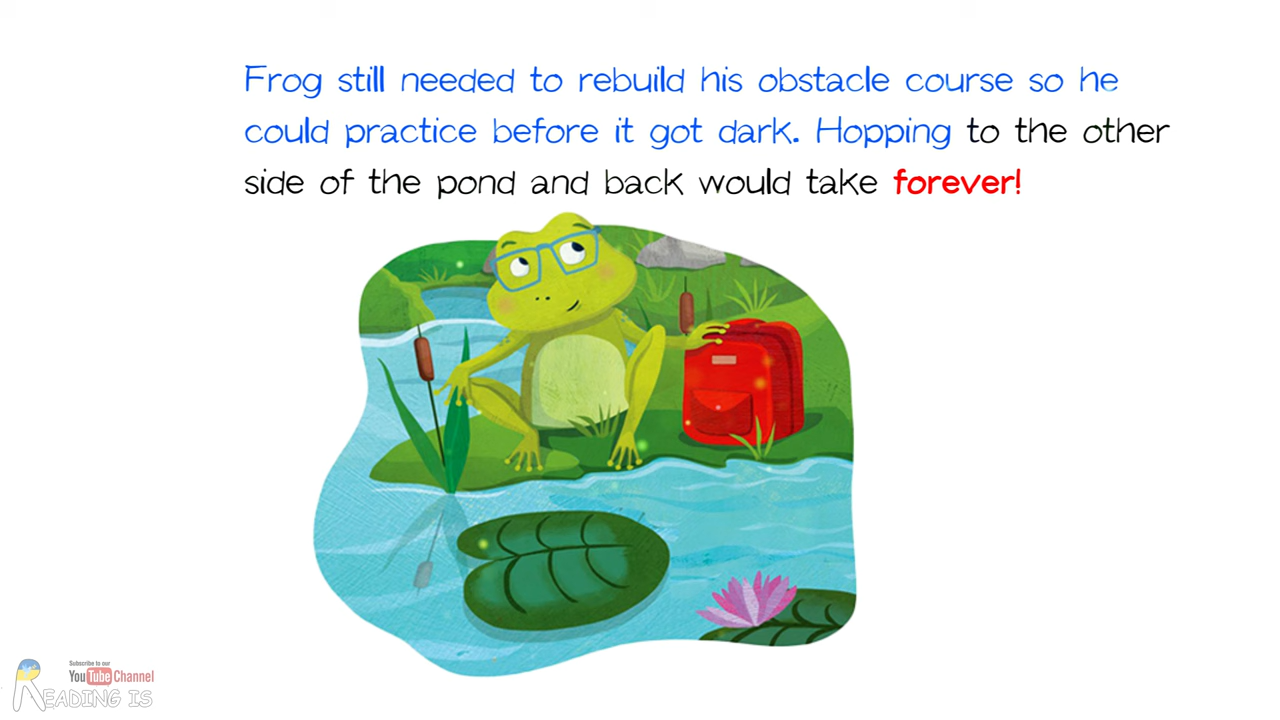 Frog still needed to rebuild his obstacle course so he
could practice before it got dark. Hopping to the other
side of the pond and back would take forever!
Subscribe to our
YouTube Channel
READING IS